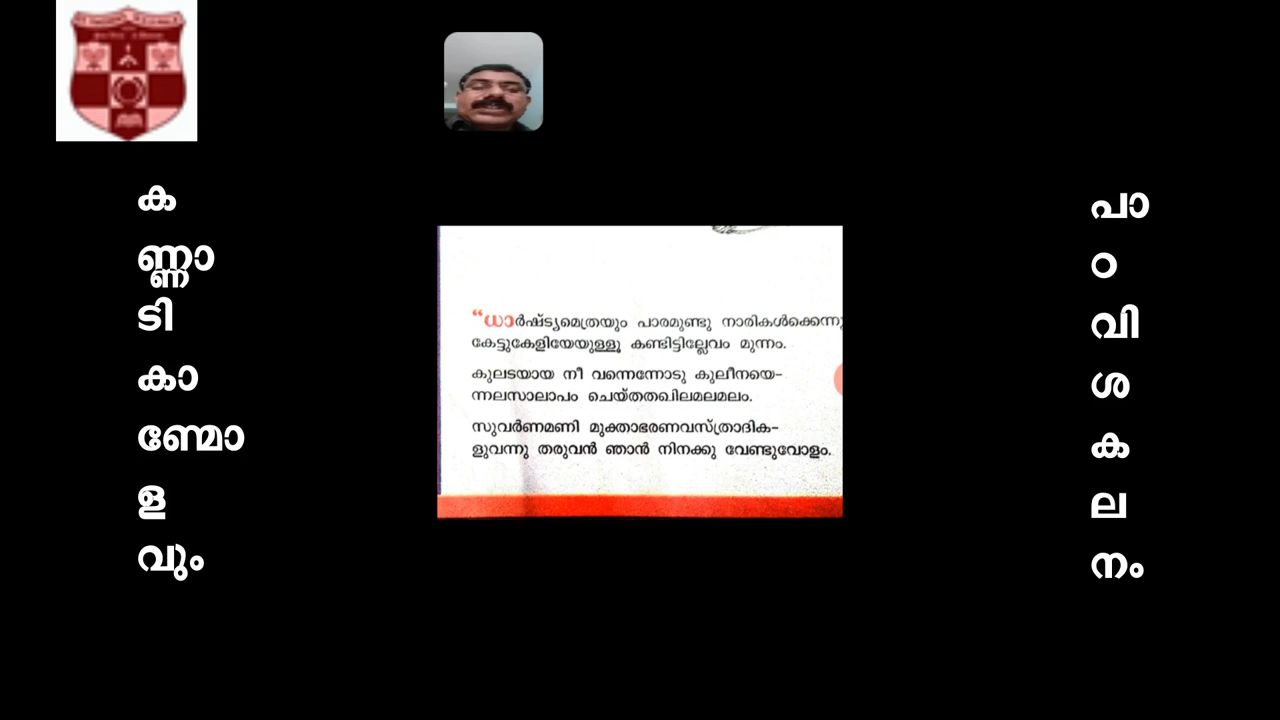 ക
ണ്ണാ
ടി
കാ
ണ്മോ
ള
വും
“ധാർഷ്ട്യമെത്രയും പാരമുണ്ടു നാരികൾക്കെന്നു
കേട്ടുകേളിയേയുള്ളൂ കണ്ടിട്ടില്ലേവം മുന്നം.
കുലടയായ നീ വന്നെന്നോടു കുലീനയെ-
ന്നലസാലാപം ചെയ്തതഖിലമലമലം.
സുവർണമണി മുക്താഭരണവസ്ത്രാദിക-
ളുവന്നു തരുവൻ ഞാൻ നിനക്കു വേണ്ടുവോളം.
പാ
ഠ
വി
ശ
ക
ല
നം